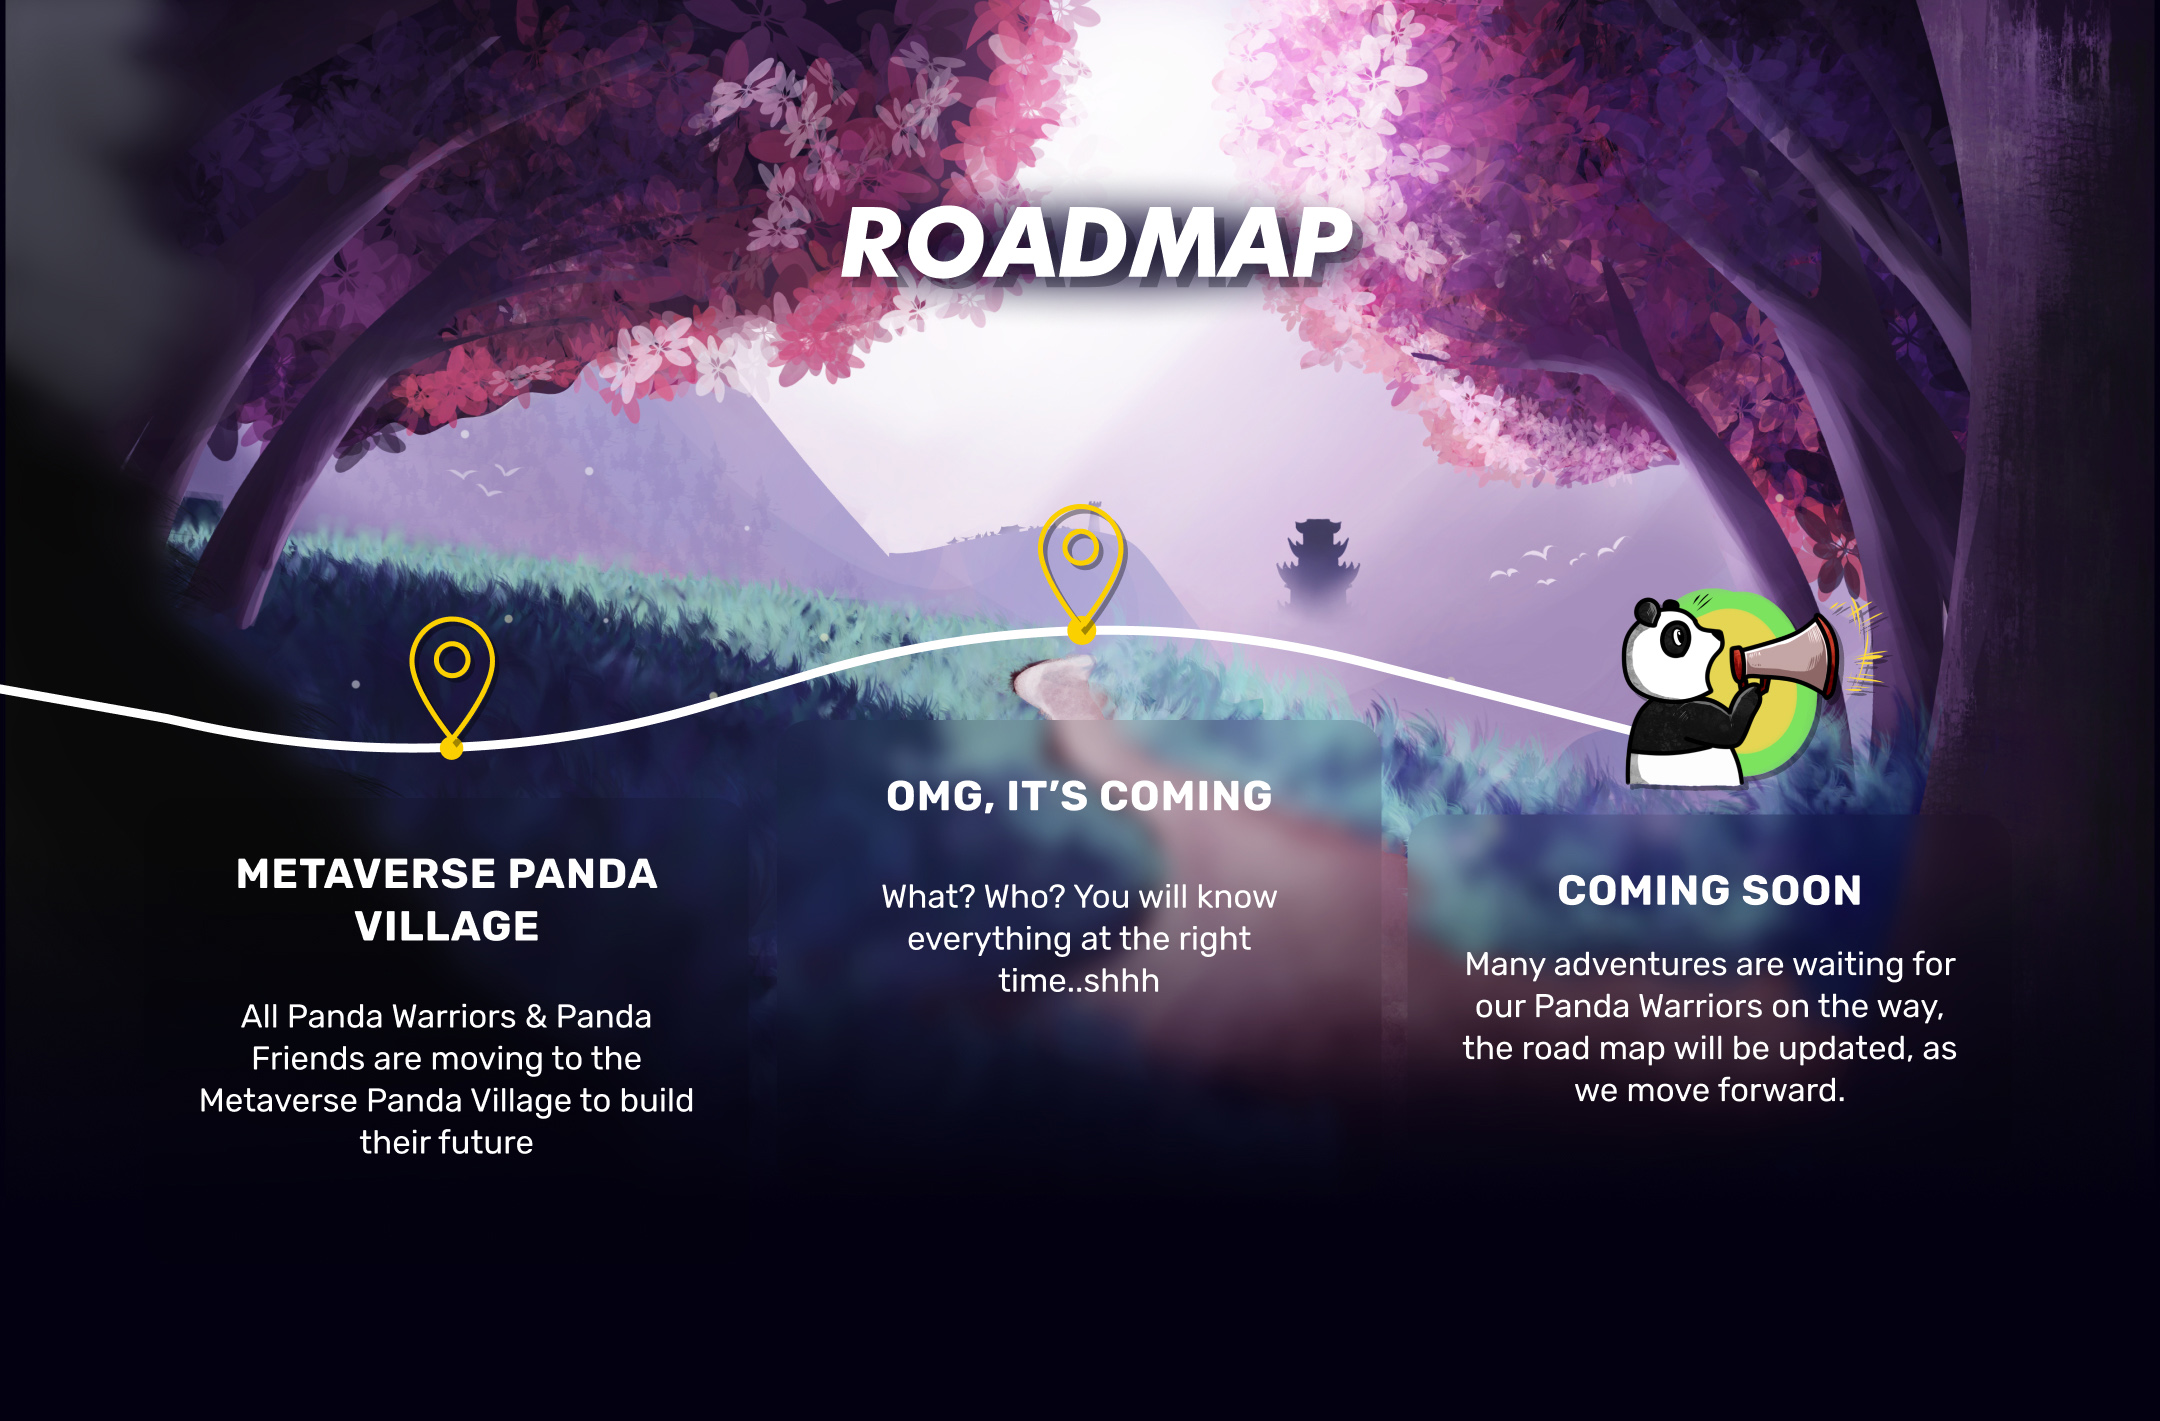 ROADMAP
METAVERSE PANDA
VILLAGE
All Panda Warriors & Panda
Friends are moving to the
Metaverse Panda Village to build
their future
OMG, IT’S COMING
What? Who? You will know
everything at the right
time..shhh
COMING SOON
Many adventures are waiting for
our Panda Warriors on the way,
the road map will be updated, as
we move forward.